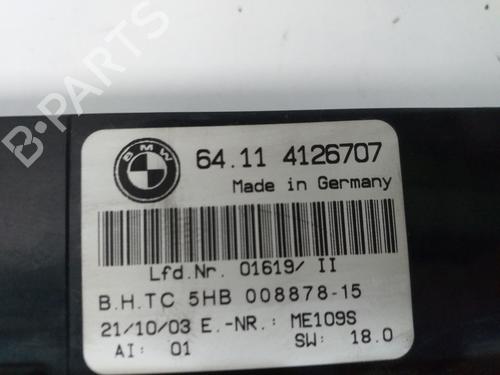 B-PARTS
BMW
64.11 4126707
Made in Germany
Lfd.Nr. 01619/ II
B.H.TC 5HB 008878-15
21/10/03 E.-NR.: ME109S
AI: 01 SW: 18.0